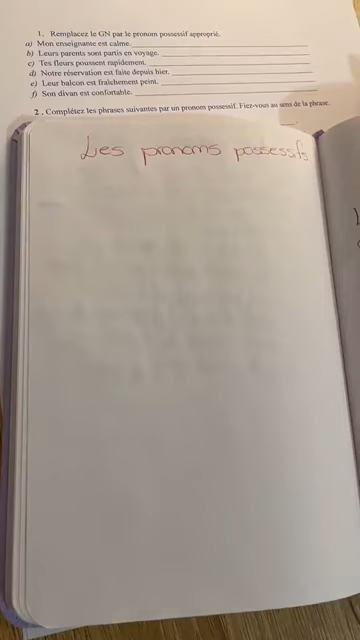 1. Remplacez le GN par le pronom possessif approprié.
a) Mon enseignante est calme.
b) Leurs parents sont partis en voyage.
c) Tes fleurs poussent rapidement.
d) Notre réservation est faite depuis hier.
e) Leur balcon est fraîchement peint.
f) Son divan est confortable.
2. Complétez les phrases suivantes par un pronom possessif. Fiez-vous au sens de la phrase.
Les pronoms possessifs